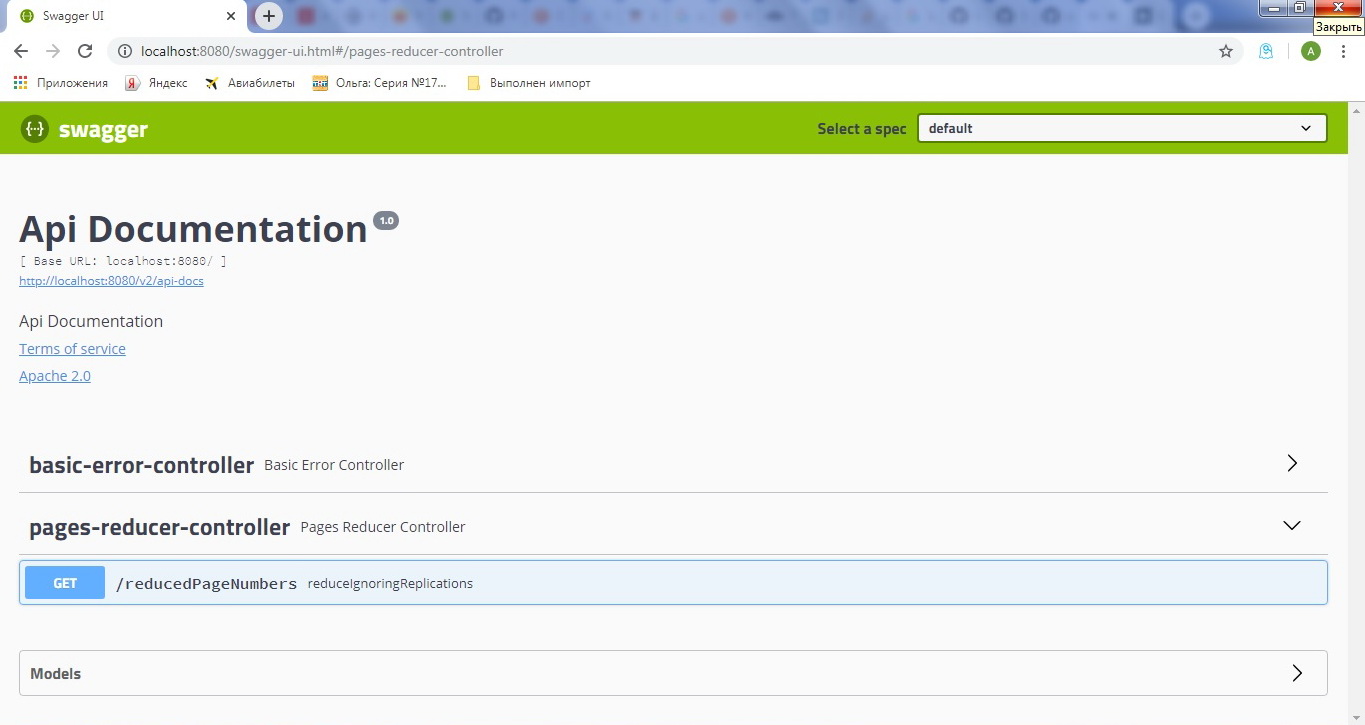 Swagger UI
Закрыть
localhost:8080/swagger-ui.html#/pages-reducer-controller
A
Приложения
Яндекс
Авиабилеты
Ольга: Серия №17...
Выполнен импорт
swagger
Select a spec
default
Api Documentation 1.0
[ Base URL: localhost:8080/ ]
http://localhost:8080/v2/api-docs
Api Documentation
Terms of service
Apache 2.0
basic-error-controller Basic Error Controller
pages-reducer-controller Pages Reducer Controller
GET /reducedPageNumbers reduceIgnoringReplications
Models